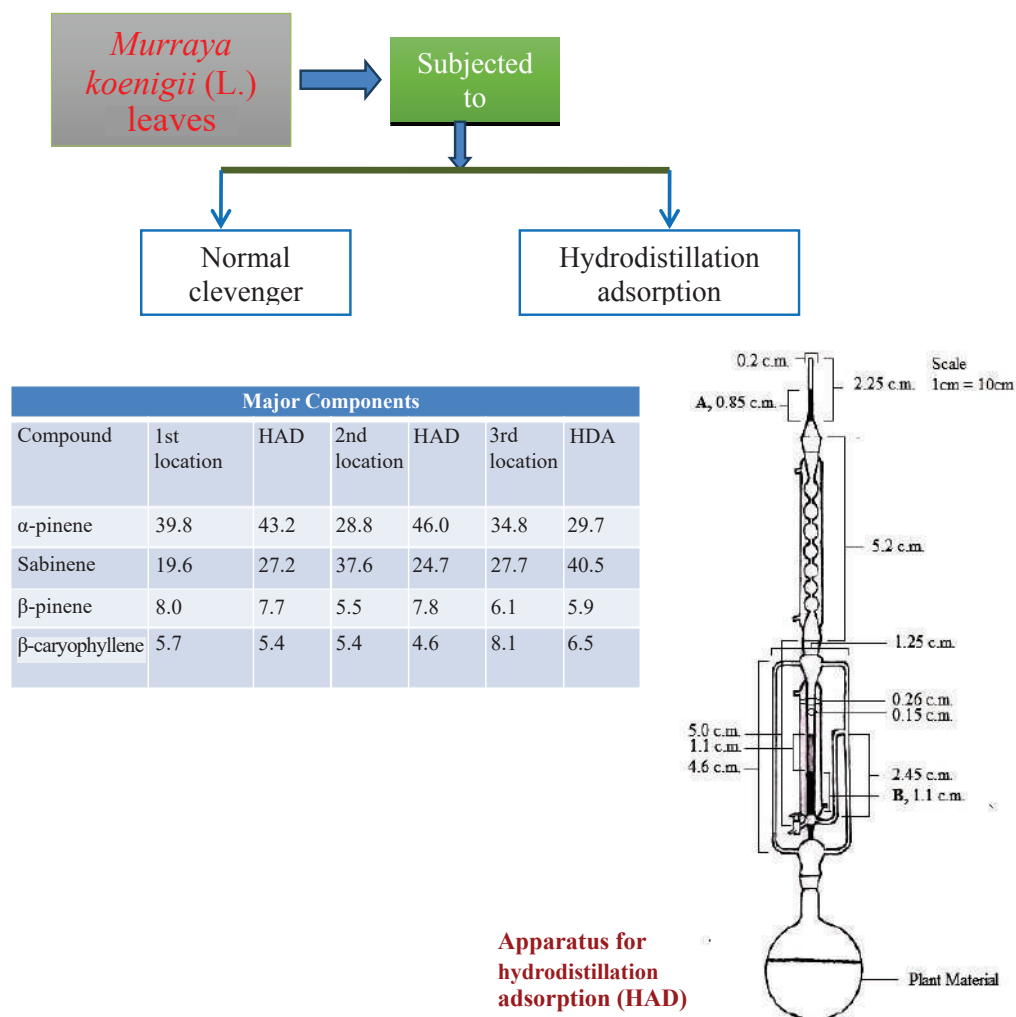 Murraya
koenigii (L.)
leaves
Subjected
to
Normal
clevenger
Hydrodistillation
adsorption
Major Components
Compound 1st location HAD 2nd location HAD 3rd location HDA
α-pinene 39.8 43.2 28.8 46.0 34.8 29.7
Sabinene 19.6 27.2 37.6 24.7 27.7 40.5
β-pinene 8.0 7.7 5.5 7.8 6.1 5.9
β-caryophyllene 5.7 5.4 5.4 4.6 8.1 6.5
0.2 c.m.
Scale
1cm = 10cm
2.25 c.m.
A, 0.85 c.m.
5.2 c.m.
1.25 c.m.
0.26 c.m.
0.15 c.m.
5.0 c.m.
1.1 c.m.
4.6 c.m.
2.45 c.m.
B, 1.1 c.m.
Plant Material
Apparatus for
hydrodistillation
adsorption (HAD)